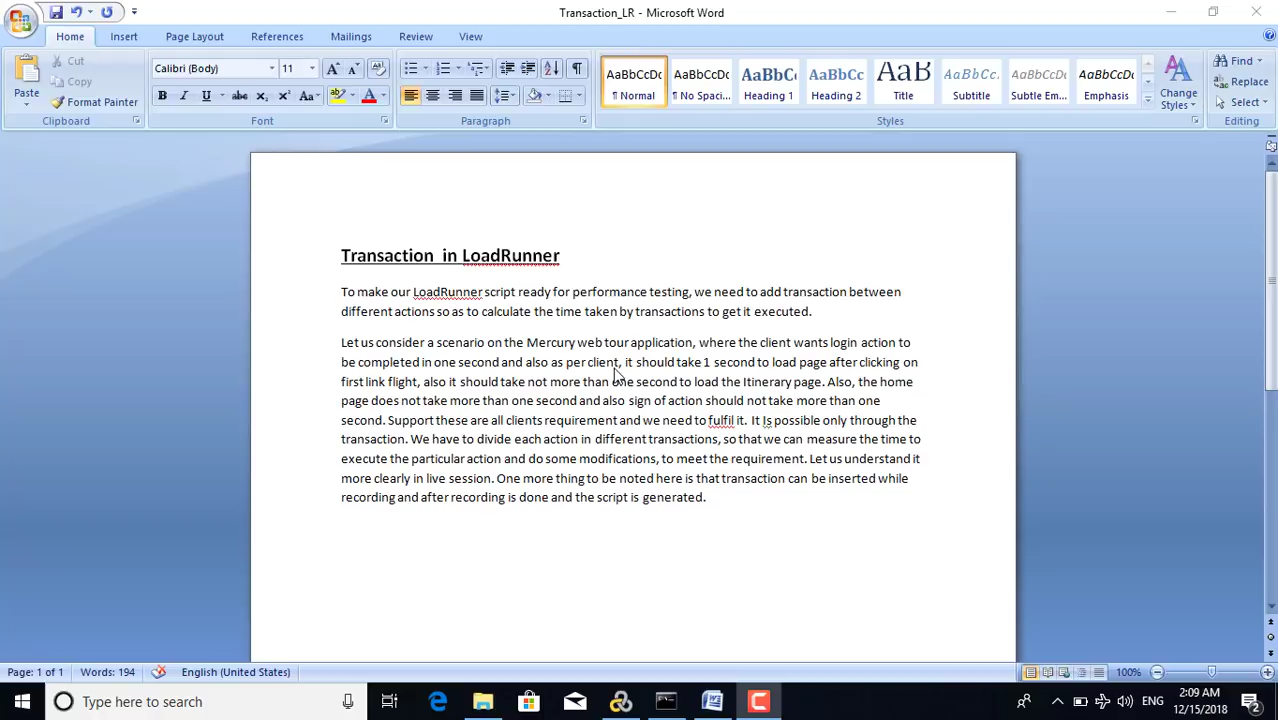 Transaction_LR - Microsoft Word
Home Insert Page Layout References Mailings Review View
Paste
Cut
Copy
Format Painter
Clipboard
Calibri (Body) 11
Font
Paragraph
AaBbCcDc AaBbCcDc AaBbC AaBbCc AaB AaBbCc. AaBbCcDc AaBbCcDc
¶ Normal ¶ No Spaci... Heading 1 Heading 2 Title Subtitle Subtle Em... Emphasis
Change
Styles
Styles
Find
Replace
Select
Editing
Transaction in LoadRunner
To make our LoadRunner script ready for performance testing, we need to add transaction between
different actions so as to calculate the time taken by transactions to get it executed.
Let us consider a scenario on the Mercury web tour application, where the client wants login action to
be completed in one second and also as per client, it should take 1 second to load page after clicking on
first link flight, also it should take not more than one second to load the Itinerary page. Also, the home
page does not take more than one second and also sign of action should not take more than one
second. Support these are all clients requirement and we need to fulfil it. It Is possible only through the
transaction. We have to divide each action in different transactions, so that we can measure the time to
execute the particular action and do some modifications, to meet the requirement. Let us understand it
more clearly in live session. One more thing to be noted here is that transaction can be inserted while
recording and after recording is done and the script is generated.
Page: 1 of 1 Words: 194 English (United States) 100%
Type here to search
ENG
2:09 AM
12/15/2018
2